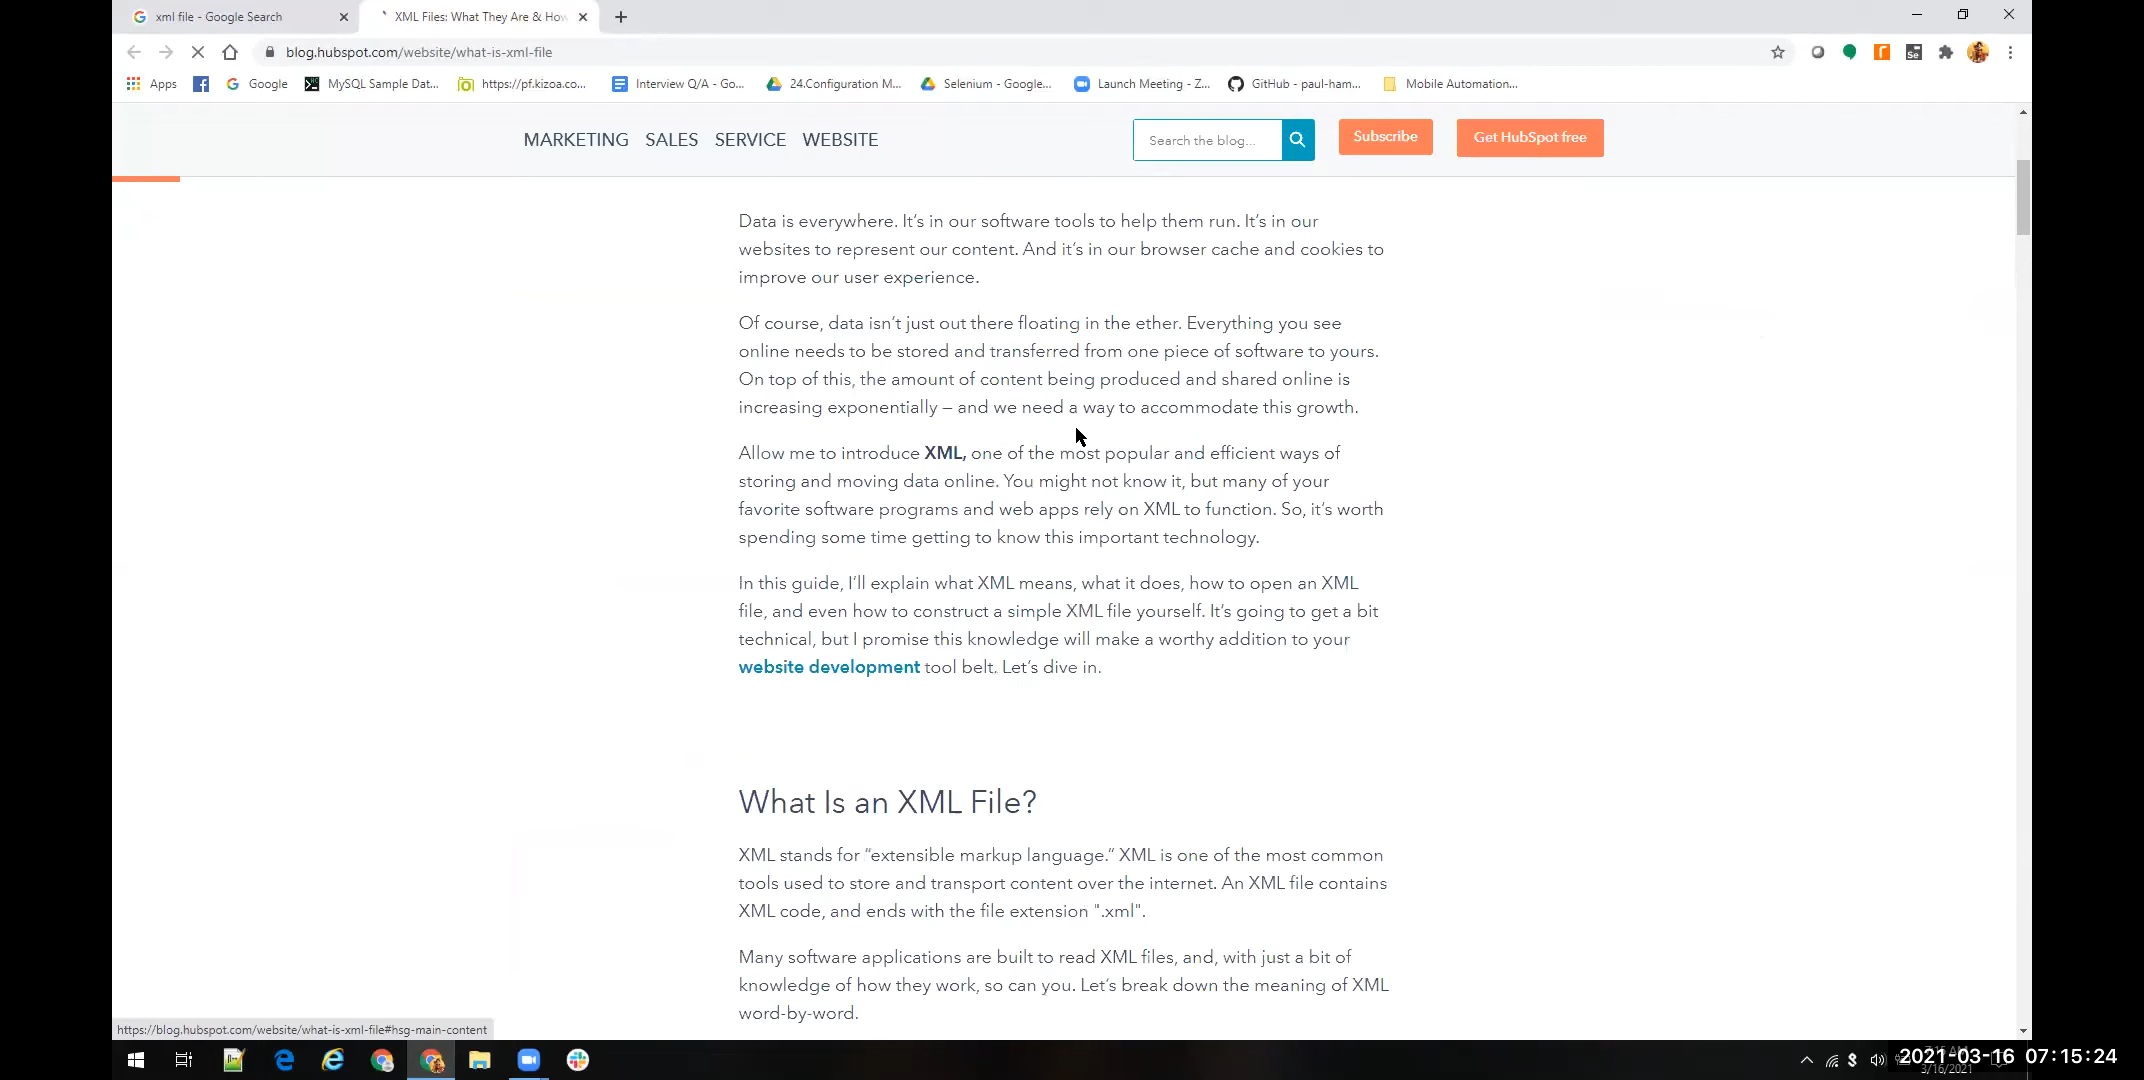 xml file - Google Search
XML Files: What They Are & How
blog.hubspot.com/website/what-is-xml-file
Apps
Google
MySQL Sample Dat...
https://pf.kizoa.co...
Interview Q/A - Go...
24.Configuration M...
Selenium - Google...
Launch Meeting - Z...
GitHub - paul-ham...
Mobile Automation...
MARKETING SALES SERVICE WEBSITE
Search the blog...
Subscribe
Get HubSpot free
Data is everywhere. It’s in our software tools to help them run. It’s in our
websites to represent our content. And it’s in our browser cache and cookies to
improve our user experience.
Of course, data isn’t just out there floating in the ether. Everything you see
online needs to be stored and transferred from one piece of software to yours.
On top of this, the amount of content being produced and shared online is
increasing exponentially — and we need a way to accommodate this growth.
Allow me to introduce XML, one of the most popular and efficient ways of
storing and moving data online. You might not know it, but many of your
favorite software programs and web apps rely on XML to function. So, it’s worth
spending some time getting to know this important technology.
In this guide, I’ll explain what XML means, what it does, how to open an XML
file, and even how to construct a simple XML file yourself. It’s going to get a bit
technical, but I promise this knowledge will make a worthy addition to your
website development tool belt. Let’s dive in.
What Is an XML File?
XML stands for “extensible markup language.” XML is one of the most common
tools used to store and transport content over the internet. An XML file contains
XML code, and ends with the file extension ".xml".
Many software applications are built to read XML files, and, with just a bit of
knowledge of how they work, so can you. Let’s break down the meaning of XML
word-by-word.
https://blog.hubspot.com/website/what-is-xml-file#hsg-main-content
2021-03-16 07:15:24
3/16/2021